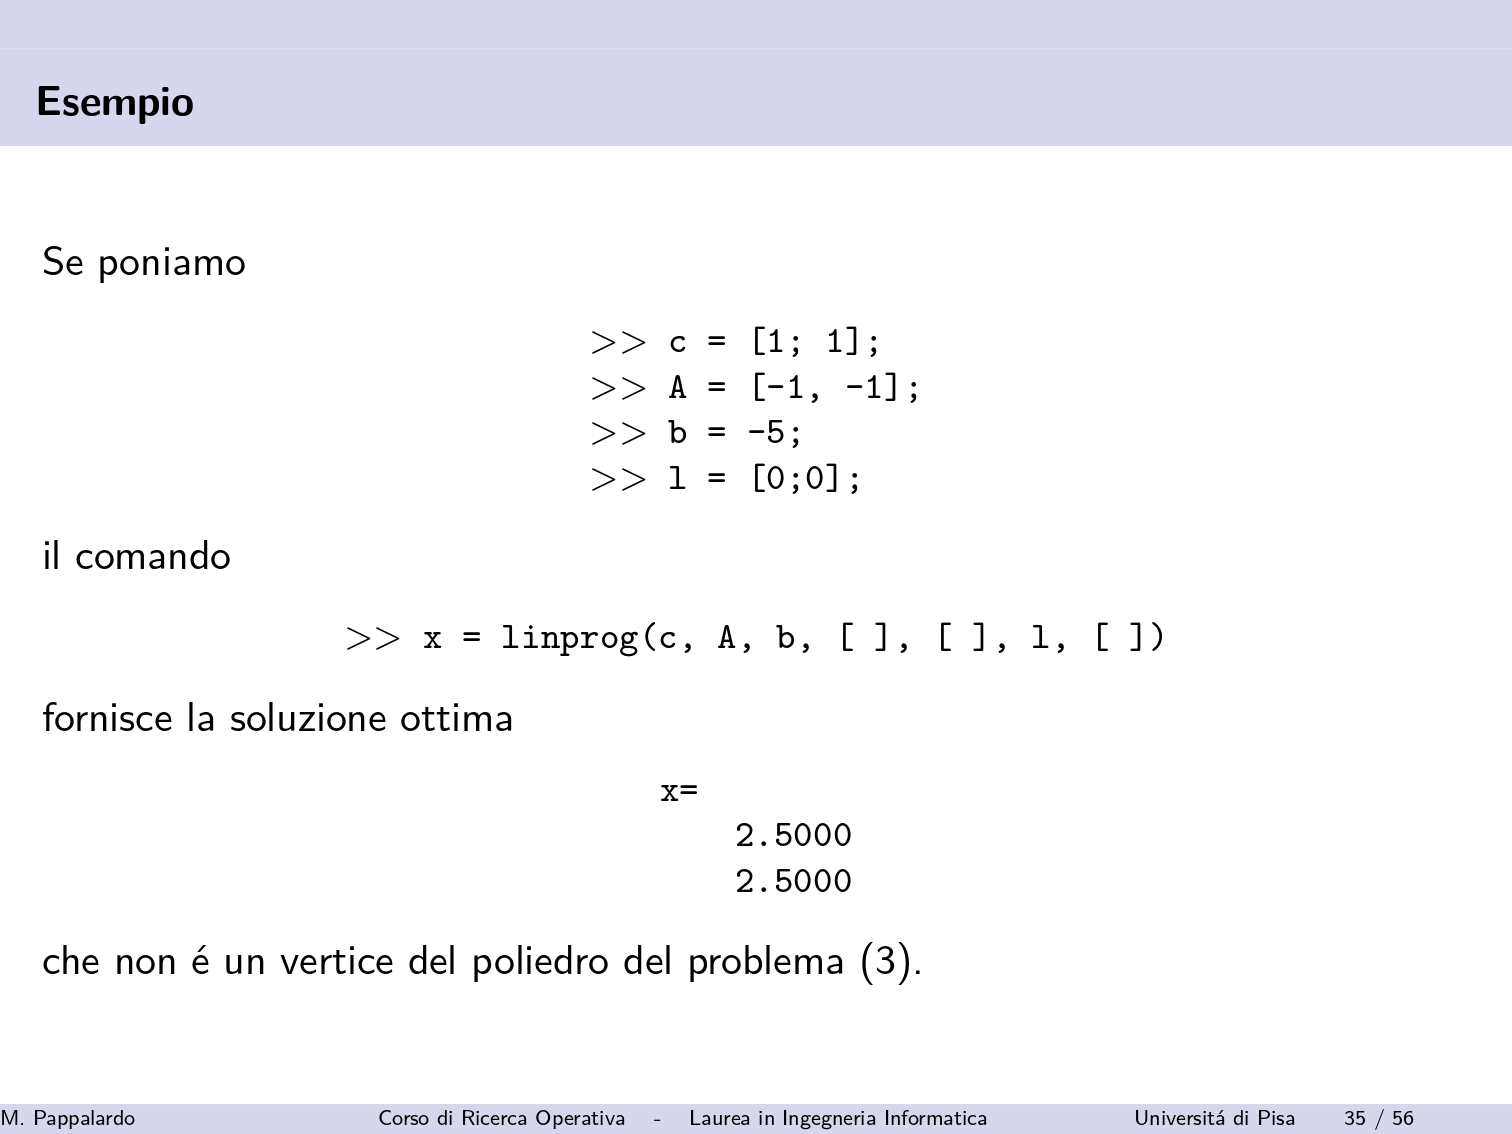 Esempio
Se poniamo
>> c = [1; 1];
>> A = [-1, -1];
>> b = -5;
>> l = [0;0];
il comando
>> x = linprog(c, A, b, [ ], [ ], l, [ ])
fornisce la soluzione ottima
x=
2.5000
2.5000
che non é un vertice del poliedro del problema (3).
M. Pappalardo Corso di Ricerca Operativa - Laurea in Ingegneria Informatica Universitá di Pisa 35 / 56